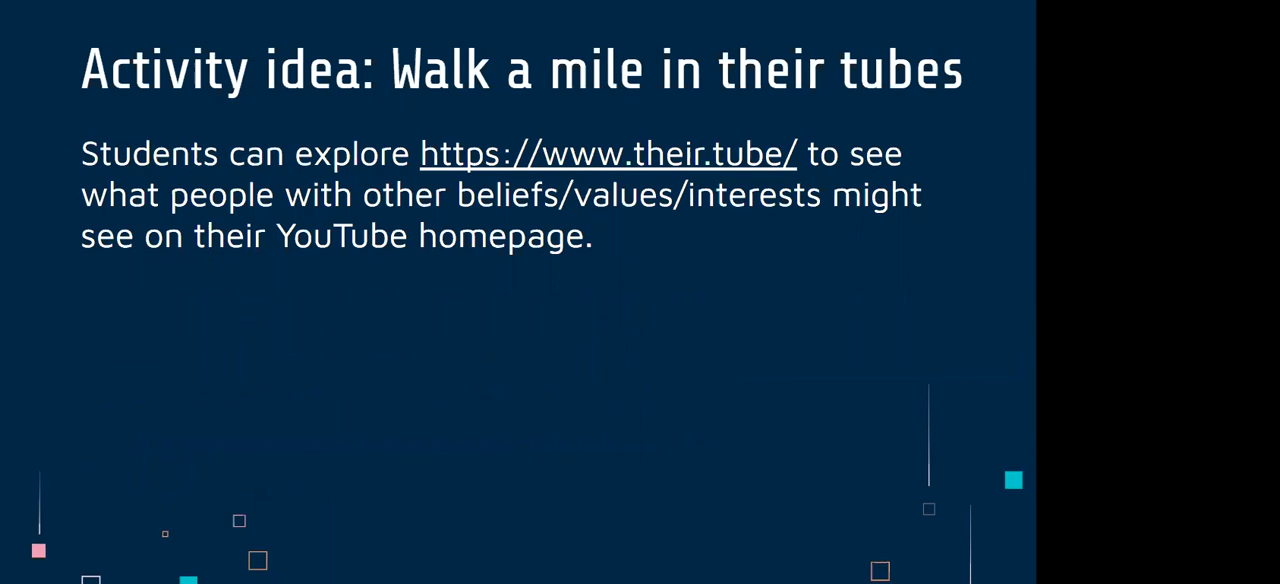 Activity idea: Walk a mile in their tubes
Students can explore https://www.their.tube/ to see
what people with other beliefs/values/interests might
see on their YouTube homepage.